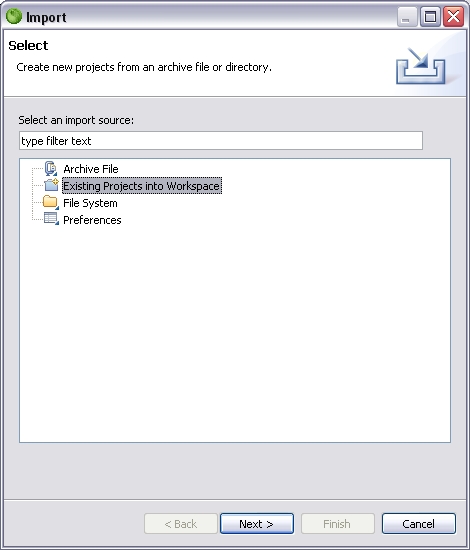 Import
Select
Create new projects from an archive file or directory.
Select an import source:
type filter text
Archive File
Existing Projects into Workspace
File System
Preferences
< Back Next > Finish Cancel